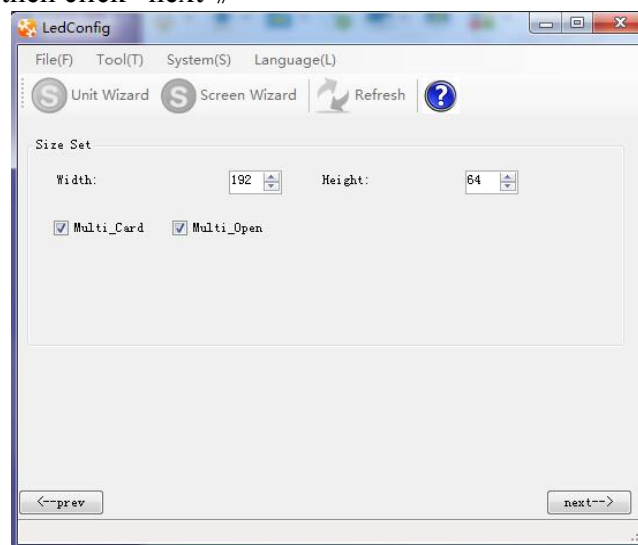 then click "next"。
LedConfig
File(F) Tool(T) System(S) Language(L)
Unit Wizard Screen Wizard Refresh
Size Set
Width: 192 Height: 64
Multi_Card Multi_Open
<--prev next-->